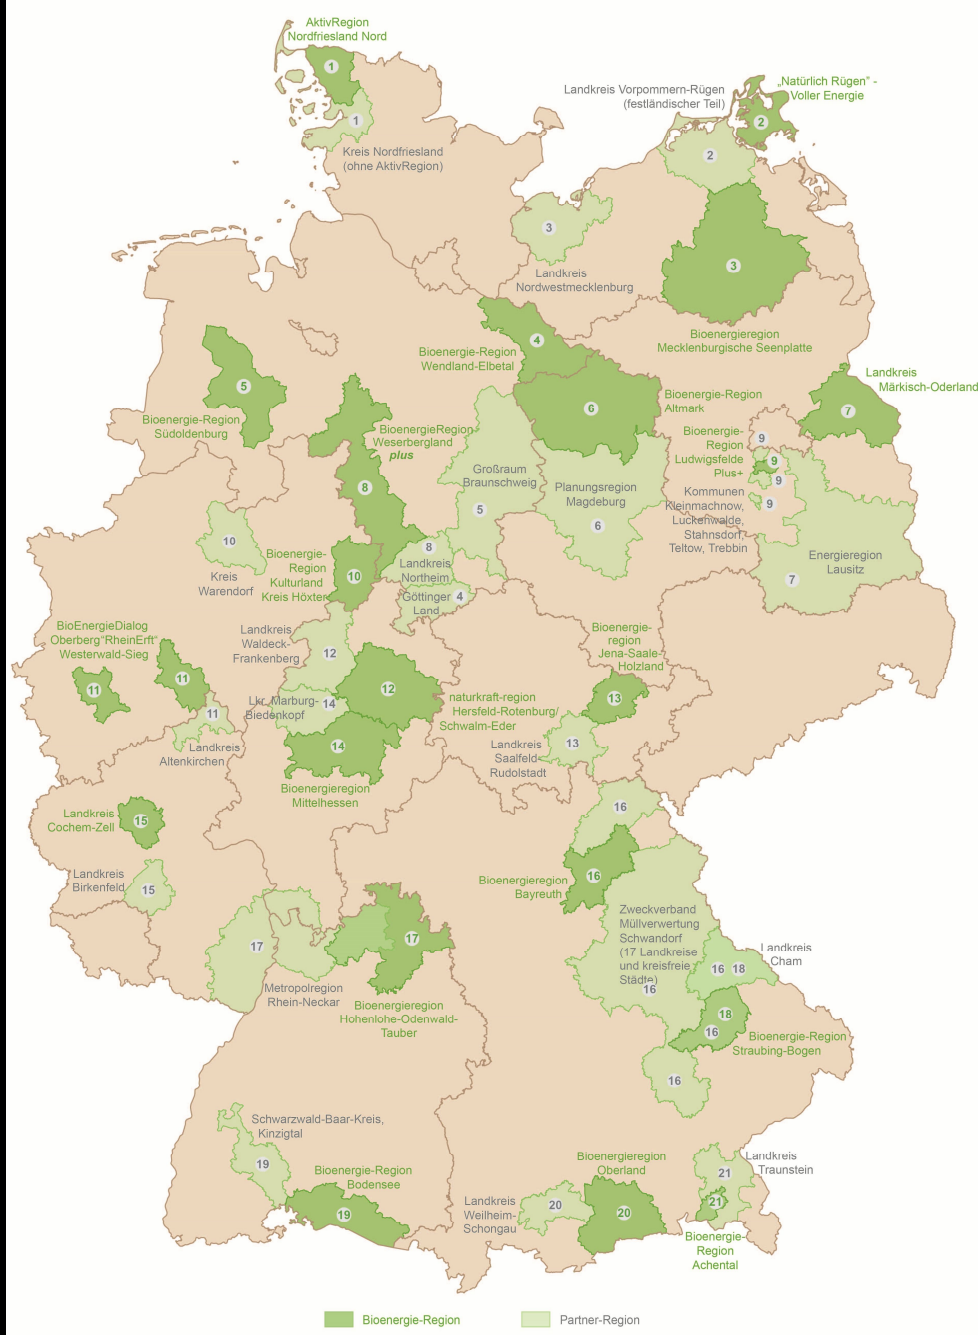 AktivRegion
Nordfriesland Nord
1
1
Kreis Nordfriesland
(ohne AktivRegion)
Landkreis Vorpommern-Rügen
(festländischer Teil)
„Natürlich Rügen" -
Voller Energie
2
2
3
Landkreis
Nordwestmecklenburg
3
Bioenergieregion
Mecklenburgische Seenplatte
Bioenergie-Region
Wendland-Elbetal
4
5
Bioenergie-Region
Südoldenburg
6
Bioenergie-Region
Altmark
Landkreis
Märkisch-Oderland
7
BioenergieRegion
Weserbergland
plus
8
Großraum
Braunschweig
5
Planungsregion
Magdeburg
6
Bioenergie-
Region
Ludwigsfelde
Plus+
9
9
9
9
Kommunen
Kleinmachnow,
Luckenwalde,
Stahnsdorf,
Teltow, Trebbin
Energieregion
Lausitz
7
10
Kreis
Warendorf
Bioenergie-
Region
Kulturland
Kreis Höxter
10
8
Landkreis
Northeim
Göttinger
Land
4
BioEnergieDialog
Oberberg"RheinErft"
Westerwald-Sieg
11
11
11
Landkreis
Altenkirchen
Landkreis
Waldeck-
Frankenberg
12
12
naturkraft-region
Hersfeld-Rotenburg/
Schwalm-Eder
Lkr. Marburg-
Biedenkopf
14
14
Bioenergieregion
Mittelhessen
Bioenergie-
region
Jena-Saale-
Holzland
13
13
Landkreis
Saalfeld-
Rudolstadt
Landkreis
Cochem-Zell
15
Landkreis
Birkenfeld
15
16
16
Bioenergieregion
Bayreuth
Zweckverband
Müllverwertung
Schwandorf
(17 Landkreise
und kreisfreie
Städte)
16
Landkreis
Cham
16
18
18
16
Bioenergie-Region
Straubing-Bogen
16
17
Metropolregion
Rhein-Neckar
17
Bioenergieregion
Hohenlohe-Odenwald-
Tauber
Schwarzwald-Baar-Kreis,
Kinzigtal
19
Bioenergie-Region
Bodensee
19
Landkreis
Weilheim-
Schongau
20
Bioenergieregion
Oberland
20
Landkreis
Traunstein
21
21
Bioenergie-
Region
Achental
Bioenergie-Region
Partner-Region